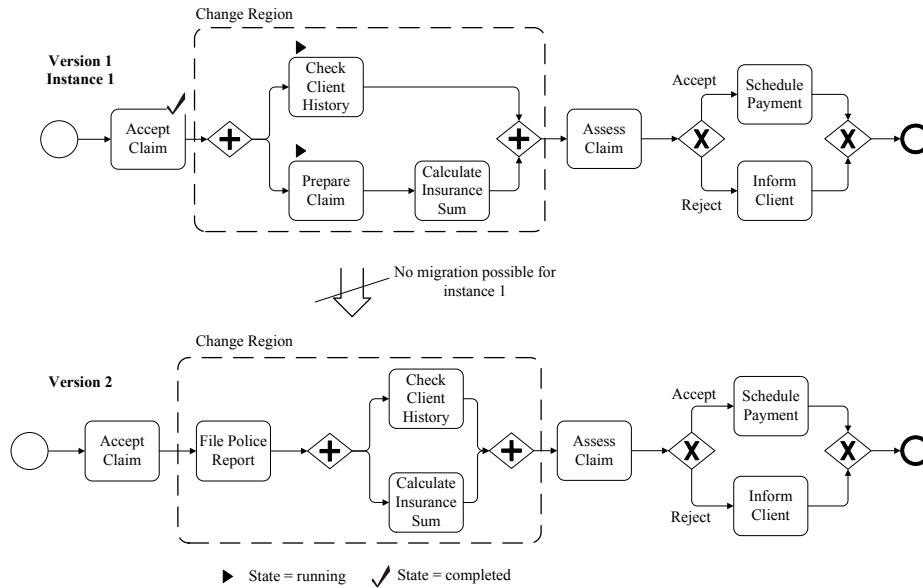 Change Region
Version 1
Instance 1
Accept
Claim
Check
Client
History
Prepare
Claim
Calculate
Insurance
Sum
Assess
Claim
Accept
Reject
Schedule
Payment
Inform
Client
No migration possible for
instance 1
Change Region
Version 2
Accept
Claim
File Police
Report
Check
Client
History
Calculate
Insurance
Sum
Assess
Claim
Accept
Reject
Schedule
Payment
Inform
Client
State = running
State = completed